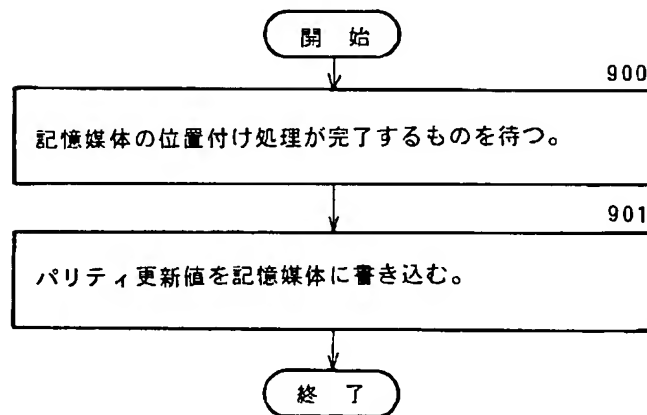 開 始
900
記憶媒体の位置付け処理が完了するものを待つ。
901
パリティ更新値を記憶媒体に書き込む。
終 了